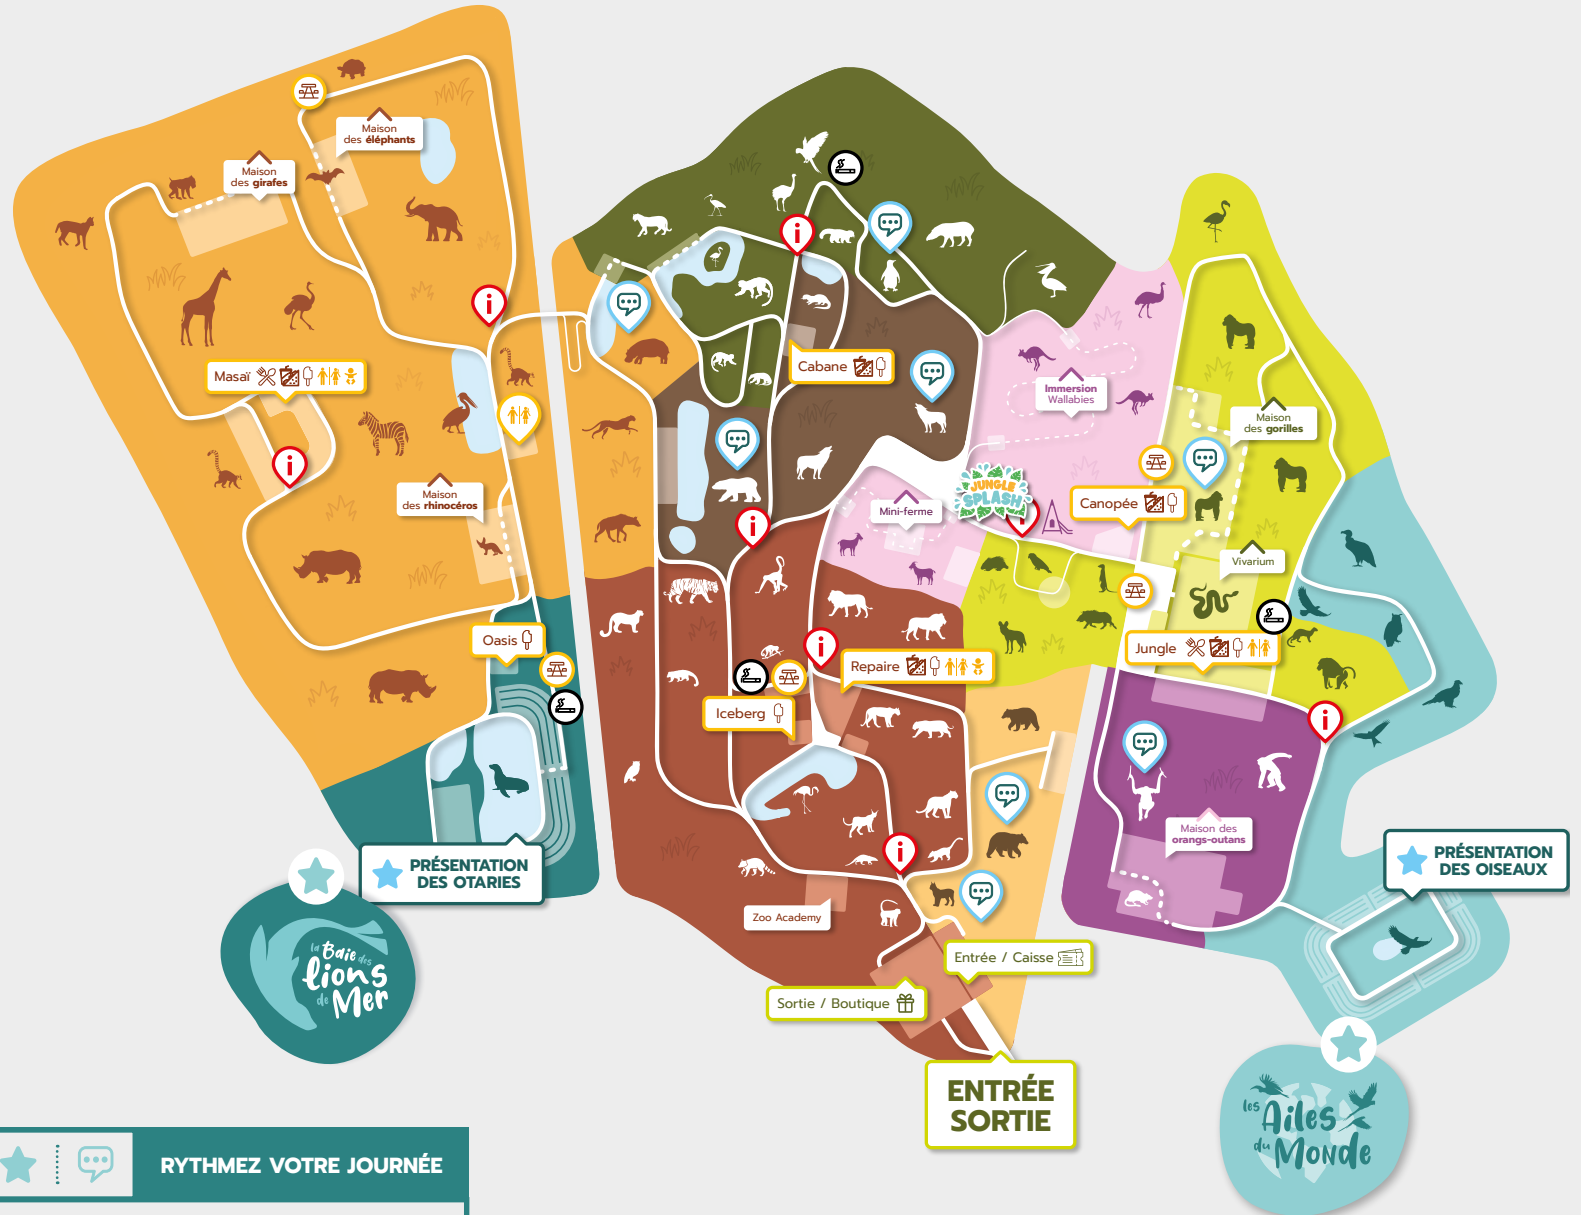 Maison
des éléphants
Maison
des girafes
Masaï
Cabane
Immersion
Wallabies
Maison
des gorilles
Maison
des rhinocéros
JUNGLE
SPLASH
Mini-ferme
Canopée
Vivarium
Oasis
Repaire
Jungle
Iceberg
Maison des
orangs-outans
PRÉSENTATION
DES OTARIES
PRÉSENTATION
DES OISEAUX
Zoo Academy
la Baie des
lions
de Mer
Entrée / Caisse
Sortie / Boutique
ENTRÉE
SORTIE
les Ailes
du Monde
RYTHMEZ VOTRE JOURNÉE